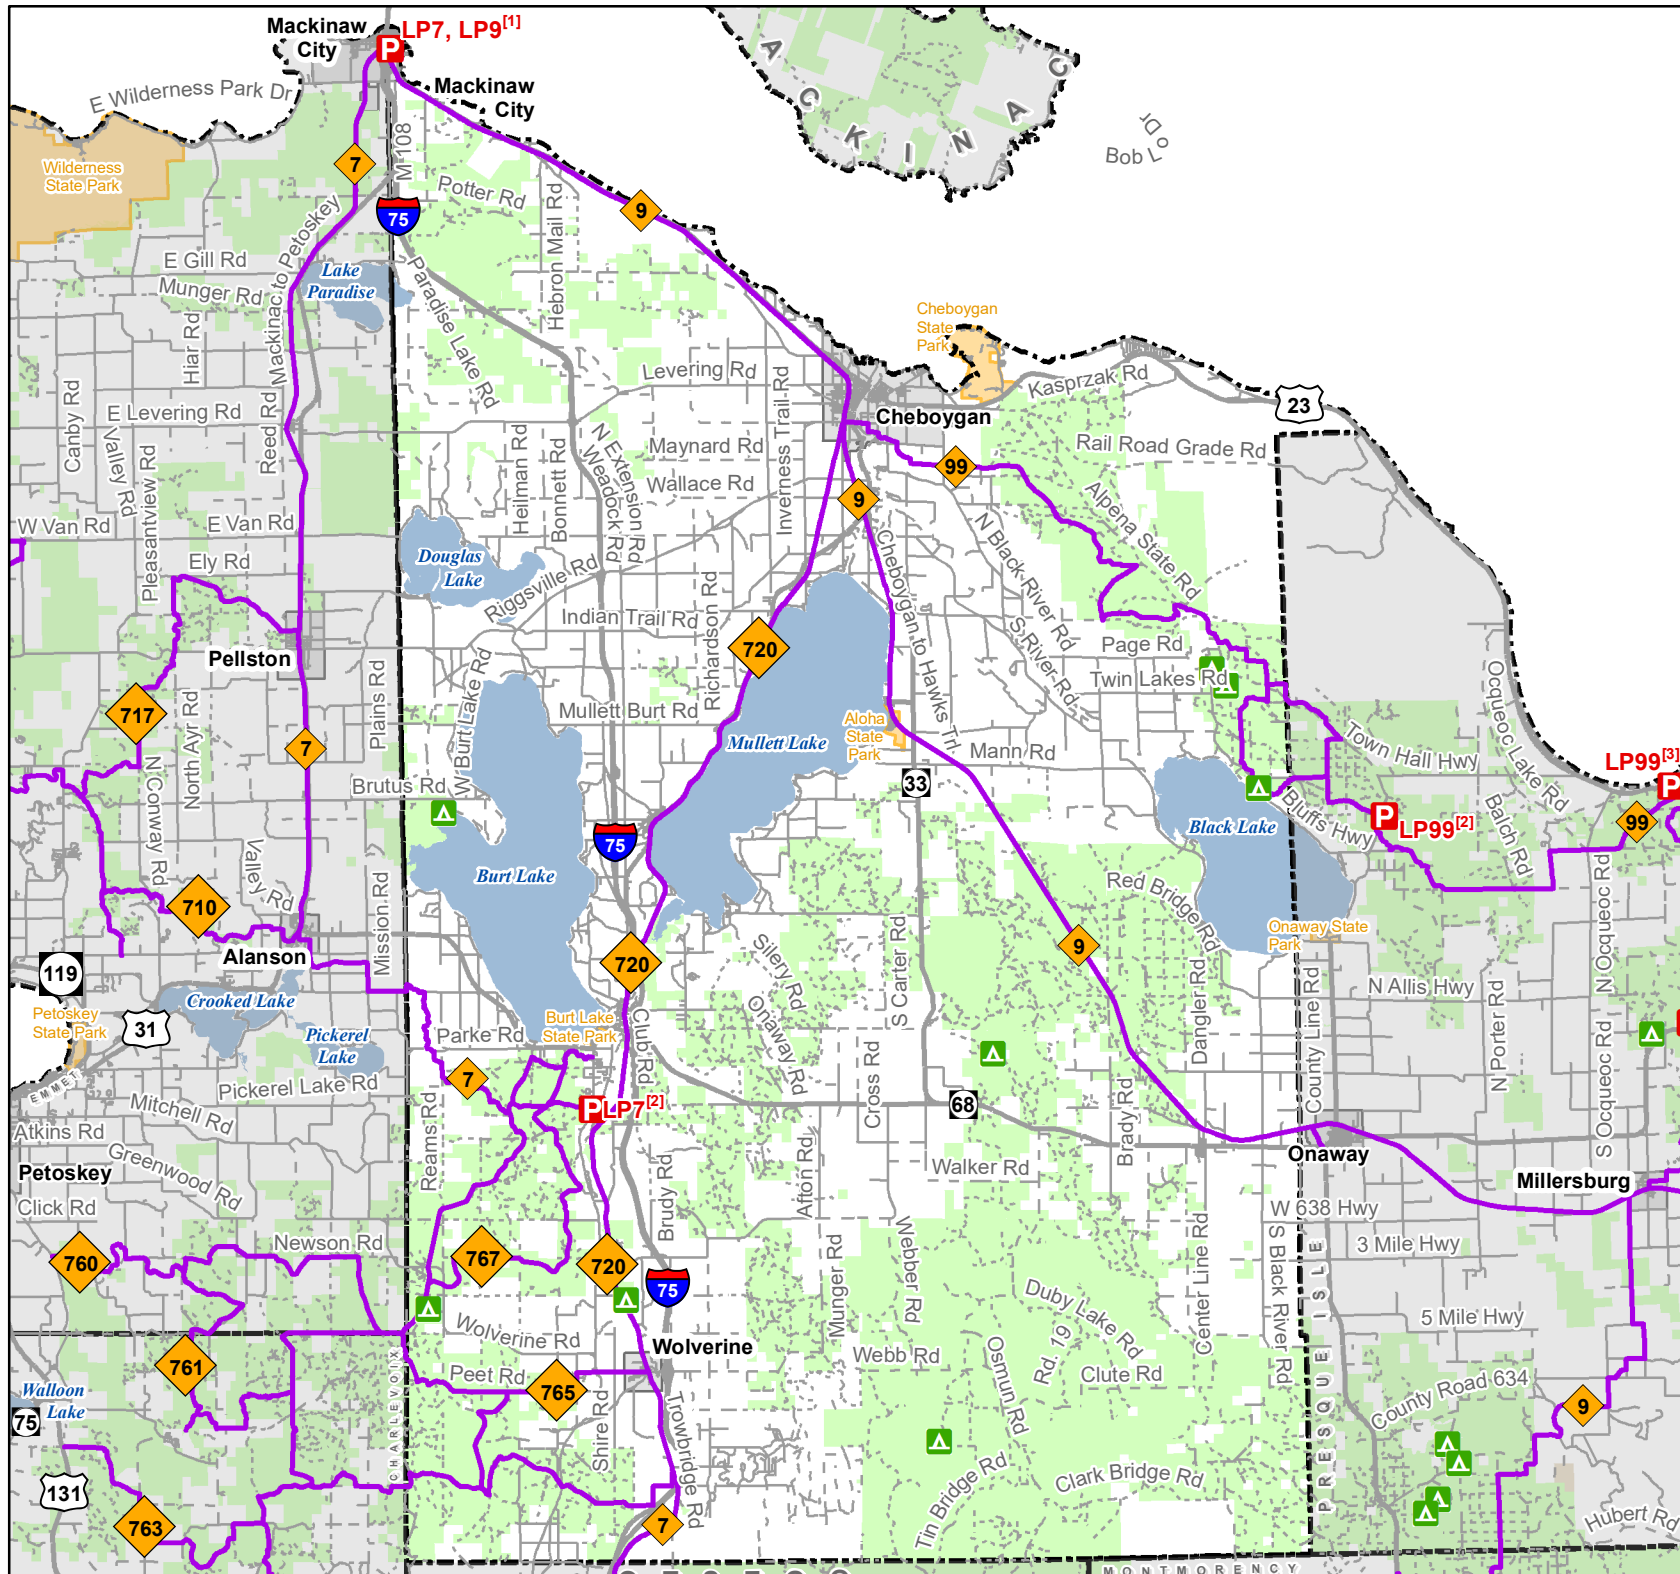 Mackinaw
City
LP7, LP9[1]
P
Mackinaw
City
E Wilderness Park Dr
Wilderness
State Park
7
M 108
75
Potter Rd
Hebron Mail Rd
9
M A C K I N A C
Bob Lo Dr
E Gill Rd
Munger Rd
Hiar Rd
Mackinac to Petoskey
Lake
Paradise
Paradise Lake Rd
Cheboygan
State
Park
Levering Rd
Kasprzak Rd
23
Canby Rd
E Levering Rd
Valley Rd
Pleasantview Rd
Reed Rd
Inverness Trail Rd
Cheboygan
Heilman Rd
Bonnett Rd
N Extension Rd
Weadock Rd
Maynard Rd
Wallace Rd
99
Rail Road Grade Rd
9
W Van Rd
E Van Rd
Ely Rd
Douglas
Lake
Riggsville Rd
Indian Trail Rd
Cheboygan to Hawks Trl
N Black River Rd
Alpena State Rd
S River Rd
Page Rd
Twin Lakes Rd
Pellston
Plains Rd
W Burt Lake Rd
Richardson Rd
720
Mullett Burt Rd
Mullett Lake
Aloha
State
Park
Mann Rd
Ocqueoc Lake Rd
Town Hall Hwy
717
North Ayr Rd
N Conway Rd
7
Brutus Rd
33
75
Black Lake
Bluffs Hwy
P
LP99[2]
Balch Rd
LP99[3]
P
99
Valley Rd
710
Burt Lake
Red Bridge Rd
Mission Rd
Alanson
119
Petoskey
State Park
31
Crooked Lake
Pickerel
Lake
720
Silery Rd
Onaway Rd
S Carter Rd
9
Onaway State
Park
Dangler Rd
County Line Rd
N Allis Hwy
N Porter Rd
N Ocqueoc Rd
S Ocqueoc Rd
Parke Rd
Burt Lake
State Park
Club Rd
EMMET
Pickerel Lake Rd
Mitchell Rd
Atkins Rd
Greenwood Rd
7
P
LP7[2]
Reams Rd
Cross Rd
68
Brady Rd
Petoskey
Click Rd
Newson Rd
760
Brudy Rd
Afton Rd
Walker Rd
Onaway
Millersburg
W 638 Hwy
3 Mile Hwy
767
720
75
Munger Rd
Webber Rd
Center Line Rd
S Black River Rd
PRESQUE ISLE
5 Mile Hwy
Wolverine Rd
Wolverine
Webb Rd
Osmun Rd
Rd. 19
Duby Lake Rd
Clute Rd
761
CHARLEVOIX
Peet Rd
765
Shire Rd
Trowbridge Rd
Walloon
Lake
75
131
763
7
Tin Bridge Rd
Clark Bridge Rd
County Road 634
9
Hubert Rd
MONTMORENCY